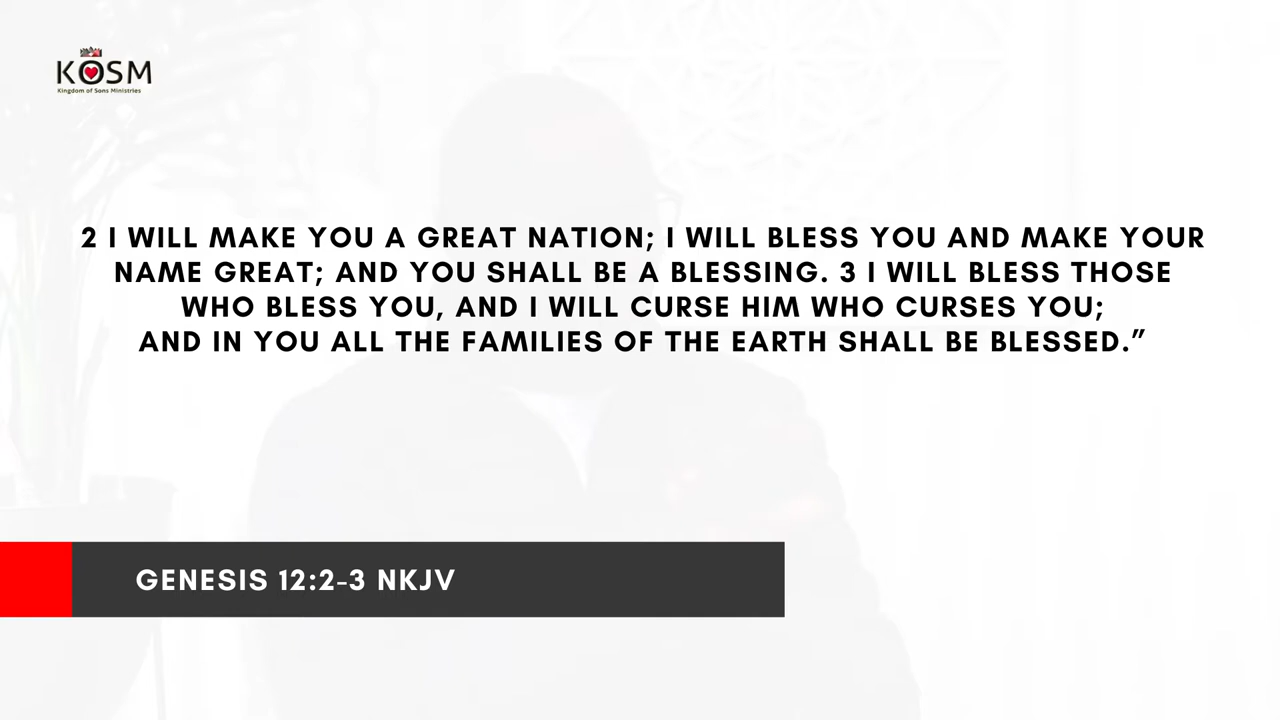 KOSM
Kingdom of Sons Ministries
2 I WILL MAKE YOU A GREAT NATION; I WILL BLESS YOU AND MAKE YOUR
NAME GREAT; AND YOU SHALL BE A BLESSING. 3 I WILL BLESS THOSE
WHO BLESS YOU, AND I WILL CURSE HIM WHO CURSES YOU;
AND IN YOU ALL THE FAMILIES OF THE EARTH SHALL BE BLESSED.”
GENESIS 12:2-3 NKJV